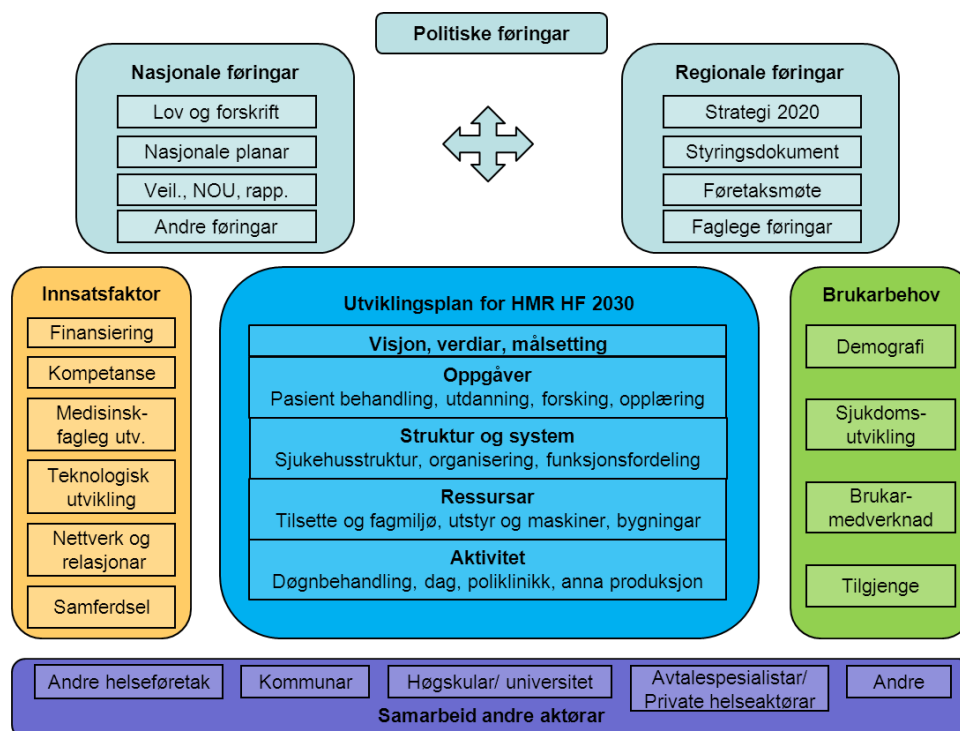 Politiske føringar
Nasjonale føringar
Lov og forskrift
Nasjonale planar
Veil., NOU, rapp.
Andre føringar
Regionale føringar
Strategi 2020
Styringsdokument
Føretaksmøte
Faglege føringar
Innsatsfaktor
Finansiering
Kompetanse
Medisinsk-
fagleg utv.
Teknologisk
utvikling
Nettverk og
relasjonar
Samferdsel
Utviklingsplan for HMR HF 2030
Visjon, verdiar, målsetting
Oppgåver
Pasient behandling, utdanning, forsking, opplæring
Struktur og system
Sjukehusstruktur, organisering, funksjonsfordeling
Ressursar
Tilsette og fagmiljø, utstyr og maskiner, bygningar
Aktivitet
Døgnbehandling, dag, poliklinikk, anna produksjon
Brukarbehov
Demografi
Sjukdoms-
utvikling
Brukar-
medverknad
Tilgjenge
Andre helseføretak
Kommunar
Høgskular/ universitet
Avtalespesialistar/
Private helseaktørar
Andre
Samarbeid andre aktørar